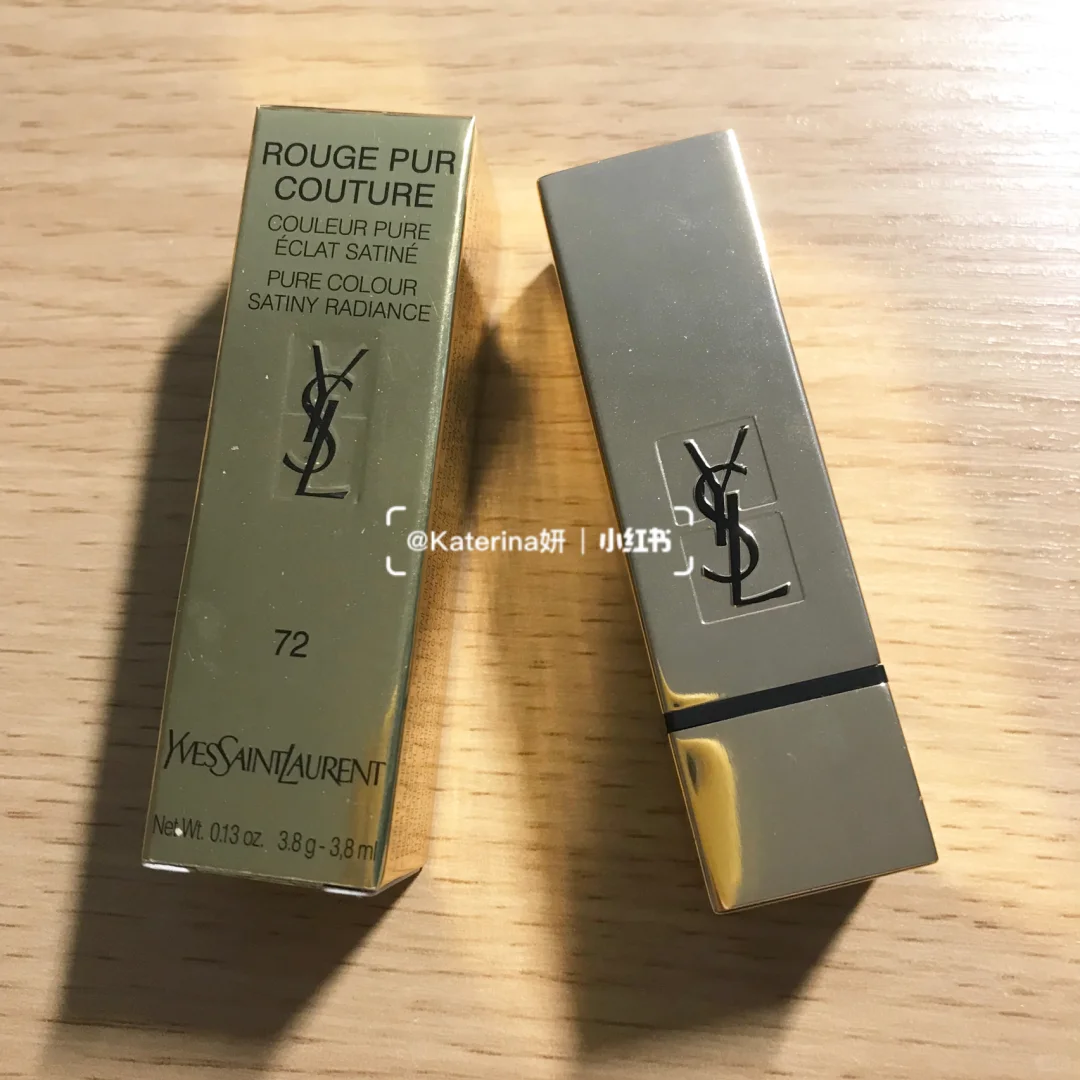 ROUGE PUR
COUTURE
COULEUR PURE
ÉCLAT SATINÉ
PURE COLOUR
SATINY RADIANCE
YSL
72
YVESSAINTLAURENT
Net Wt. 0.13 oz. 3.8 g - 3,8 ml
YSL
@Katerina妍 | 小红书